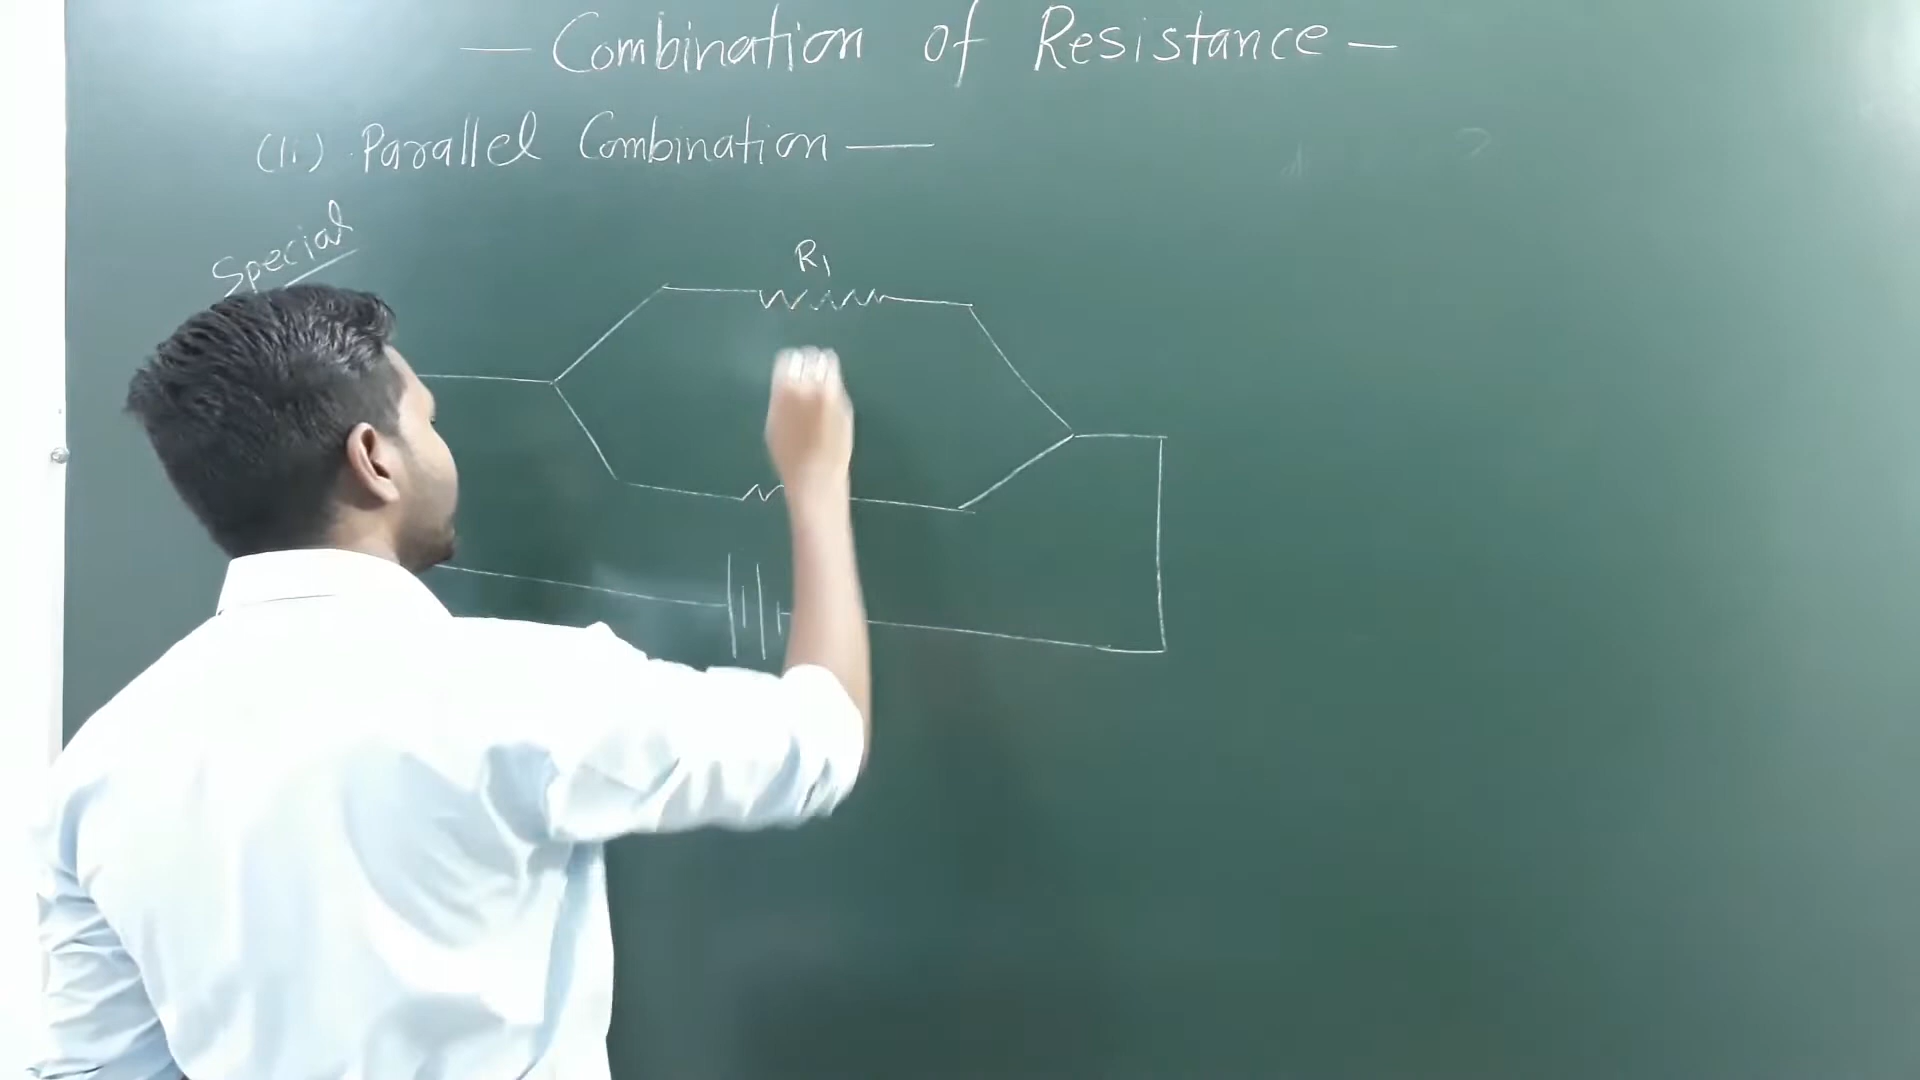 — Combination of Resistance —
(ii) Parallel Combination —
Special
R1